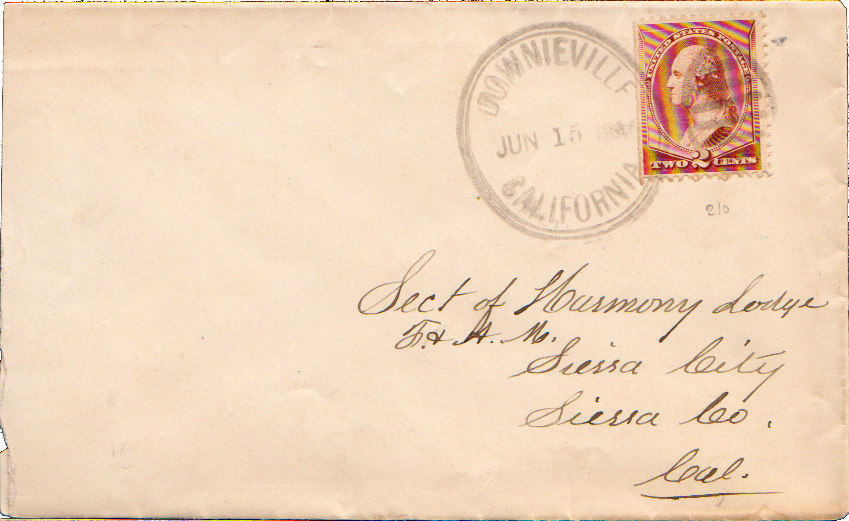 DOWNIEVILLE
JUN 15
CALIFORNIA
UNITED STATES POSTAGE
TWO 2 CENTS
210
Sect of Harmony Lodge
F. & A. M.
Sierra City
Sierra Co.
Cal.